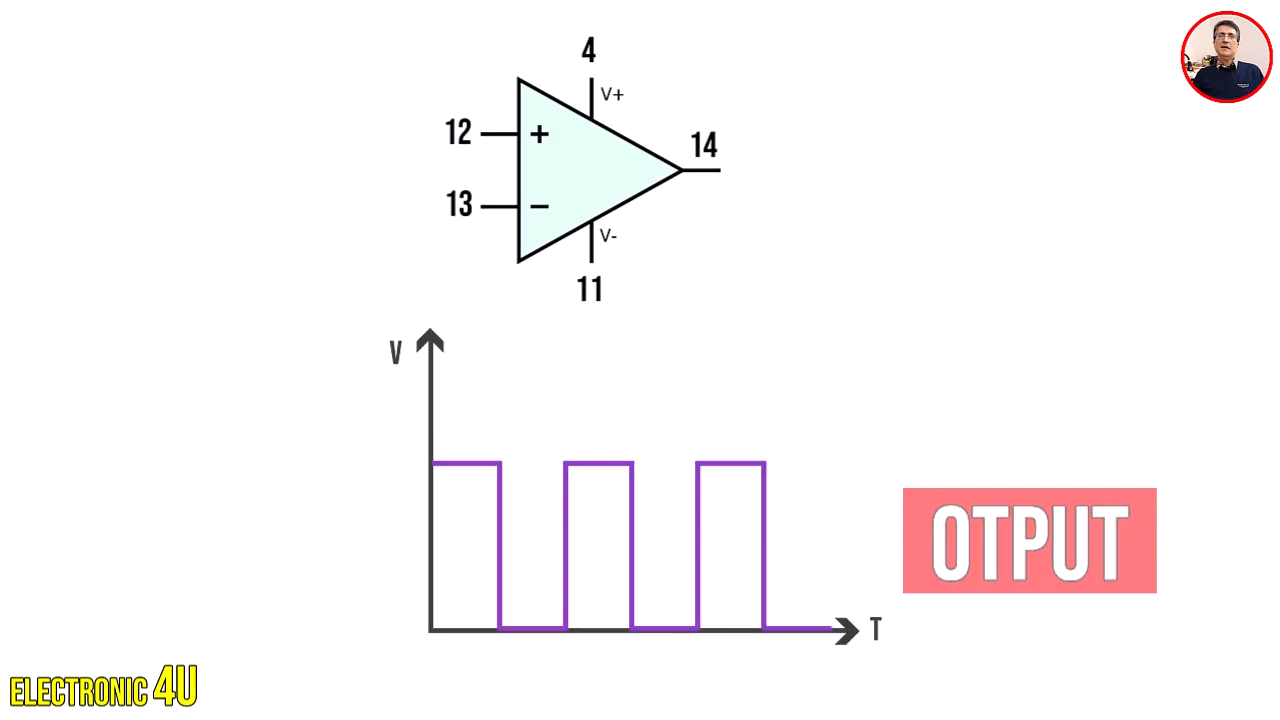 4
V+
12
+
14
13
−
V-
11
V
OTPUT
T
ELECTRONIC 4U